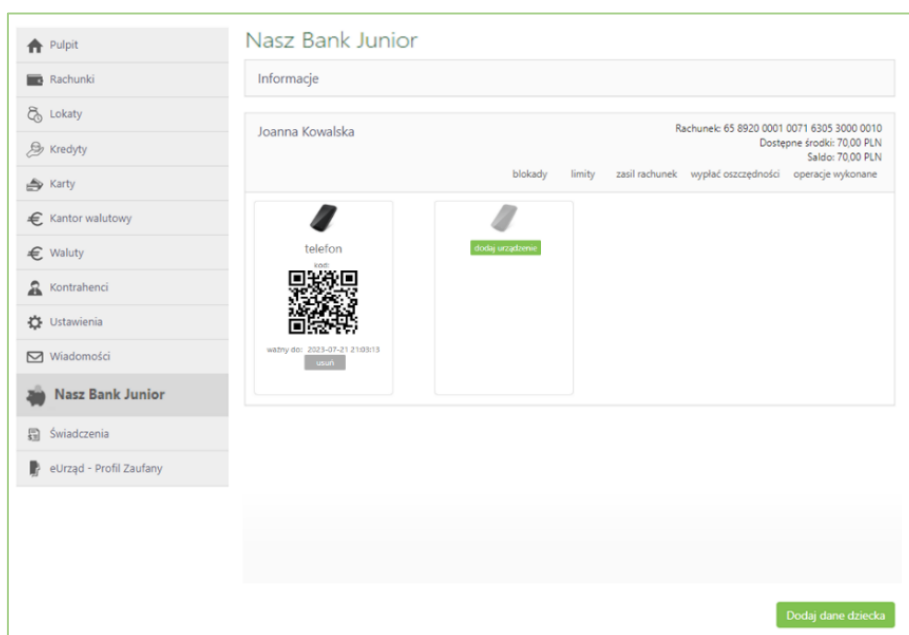 Pulpit
Rachunki
Lokaty
Kredyty
Karty
Kantor walutowy
Waluty
Kontrahenci
Ustawienia
Wiadomości
Nasz Bank Junior
Świadczenia
eUrząd - Profil Zaufany
Nasz Bank Junior
Informacje
Joanna Kowalska
Rachunek: 65 8920 0001 0071 6305 3000 0010
Dostępne środki: 70,00 PLN
Saldo: 70,00 PLN
blokady limity zasil rachunek wypłać oszczędności operacje wykonane
telefon
kod:
ważny do: 2023-07-21 21:03:13
usuń
dodaj urządzenie
Dodaj dane dziecka